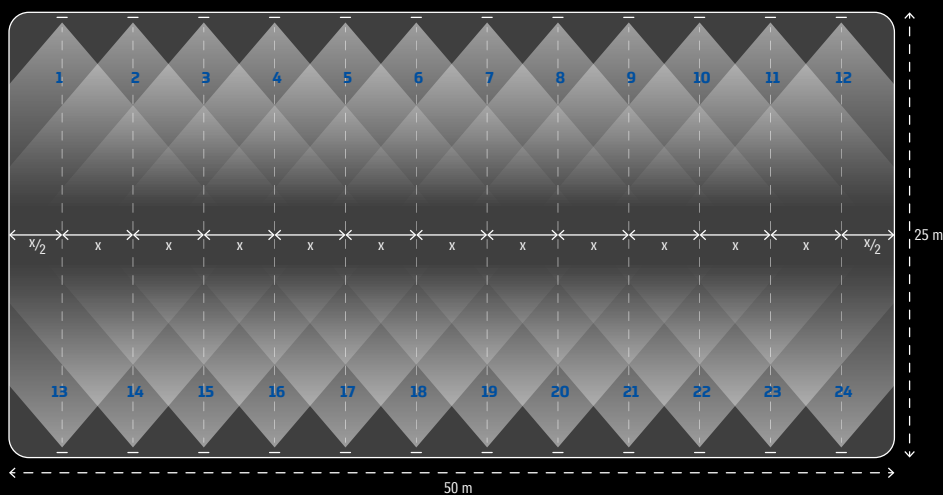 1 2 3 4 5 6 7 8 9 10 11 12
x/2 x x x x x x x x x x x x/2
25 m
13 14 15 16 17 18 19 20 21 22 23 24
50 m